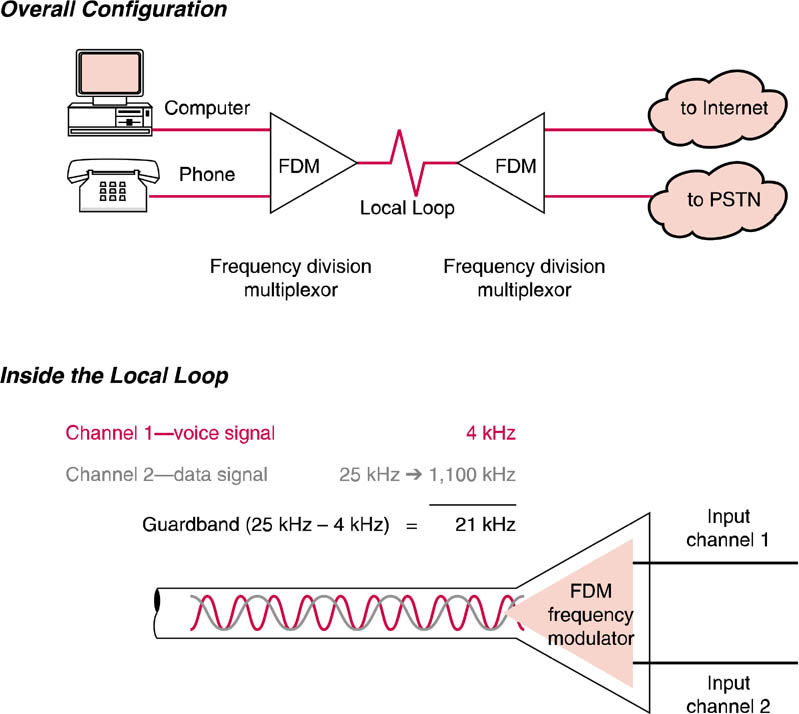 Overall Configuration
Computer
to Internet
FDM
FDM
Phone
to PSTN
Local Loop
Frequency division
multiplexor
Frequency division
multiplexor
Inside the Local Loop
Channel 1—voice signal 4 kHz
Channel 2—data signal 25 kHz ➔ 1,100 kHz
Guardband (25 kHz – 4 kHz) = 21 kHz
Input
channel 1
FDM
frequency
modulator
Input
channel 2